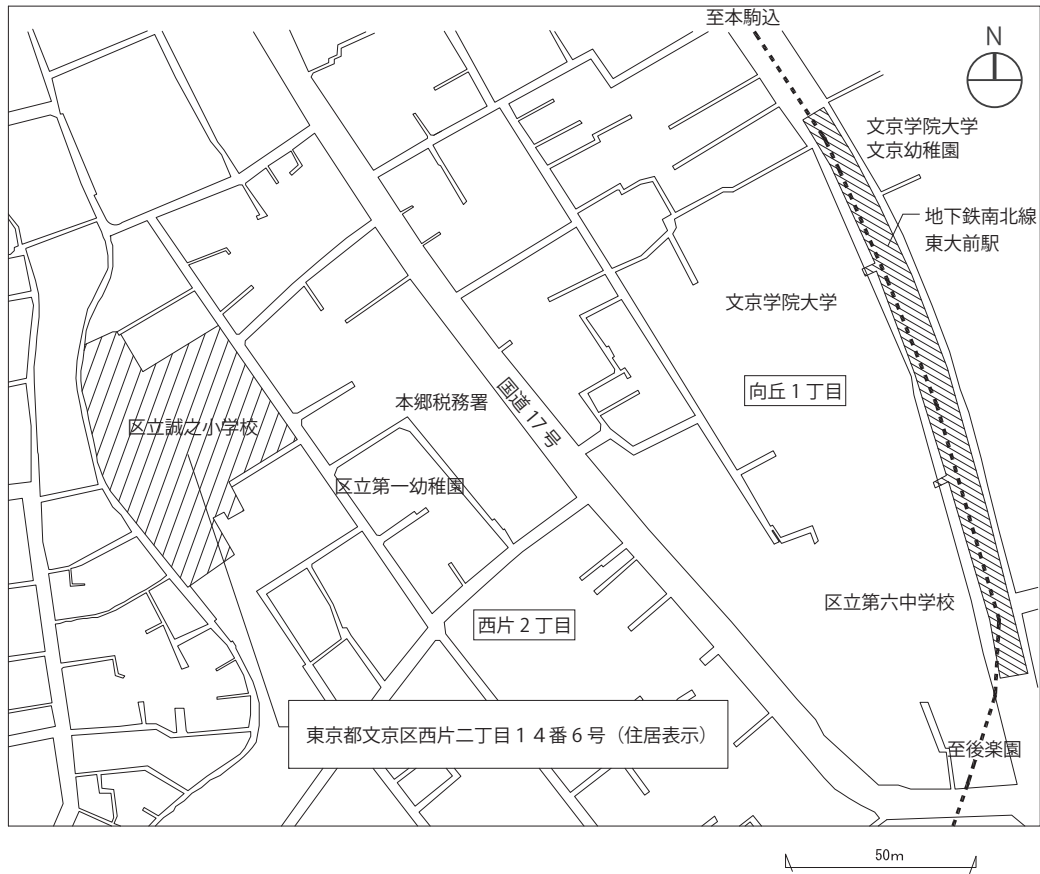 至本駒込
N
文京学院大学
文京幼稚園
地下鉄南北線
東大前駅
文京学院大学
向丘1丁目
国道17号
本郷税務署
区立誠之小学校
区立第一幼稚園
区立第六中学校
西片2丁目
東京都文京区西片二丁目14番6号（住居表示）
至後楽園
50m